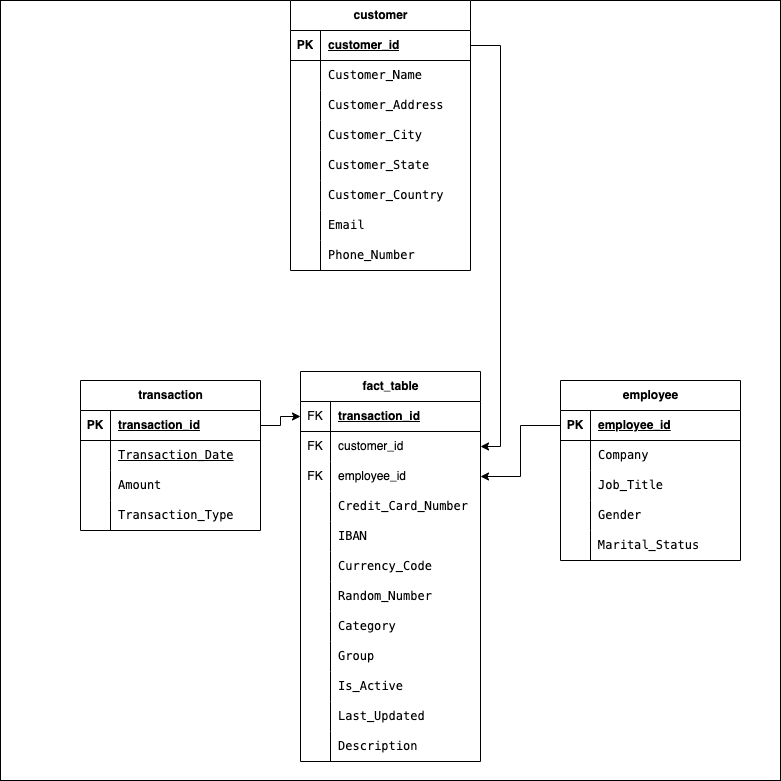 customer
PK customer_id
Customer_Name
Customer_Address
Customer_City
Customer_State
Customer_Country
Email
Phone_Number
transaction
PK transaction_id
Transaction_Date
Amount
Transaction_Type
fact_table
FK transaction_id
FK customer_id
FK employee_id
Credit_Card_Number
IBAN
Currency_Code
Random_Number
Category
Group
Is_Active
Last_Updated
Description
employee
PK employee_id
Company
Job_Title
Gender
Marital_Status